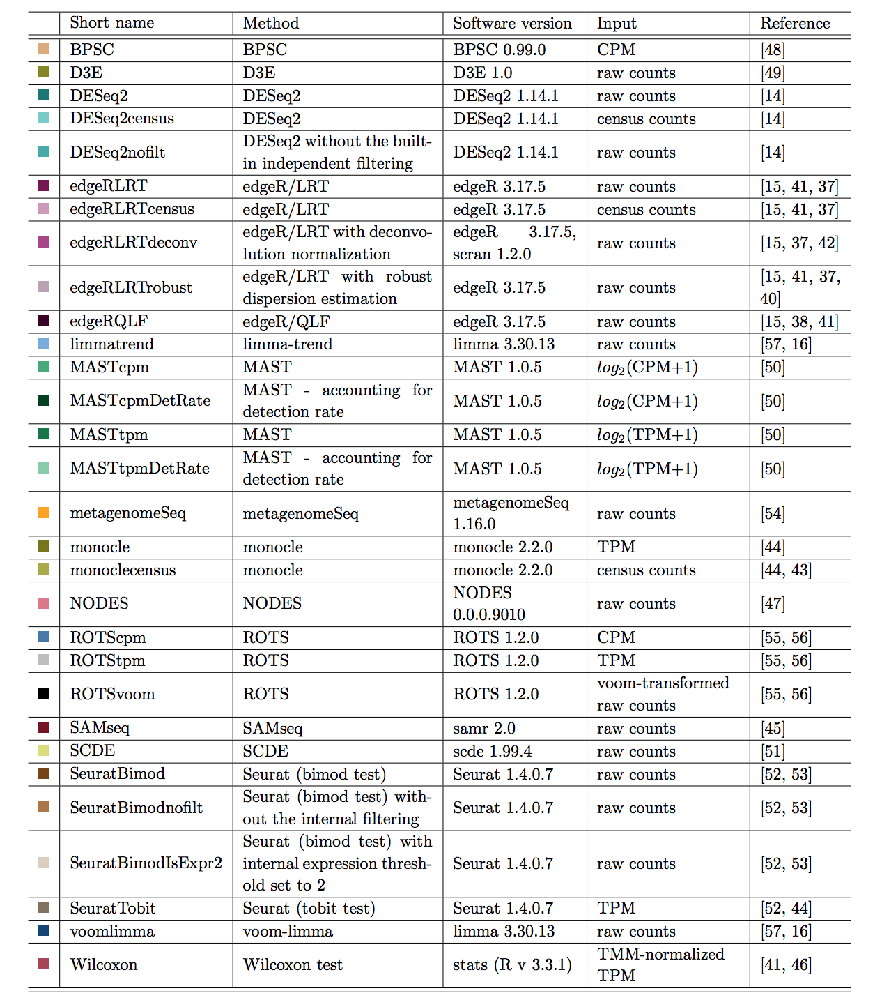 Short name Method Software version Input Reference
BPSC BPSC BPSC 0.99.0 CPM [48]
D3E D3E D3E 1.0 raw counts [49]
DESeq2 DESeq2 DESeq2 1.14.1 raw counts [14]
DESeq2census DESeq2 DESeq2 1.14.1 census counts [14]
DESeq2nofilt DESeq2 without the built-
in independent filtering DESeq2 1.14.1 raw counts [14]
edgeRLRT edgeR/LRT edgeR 3.17.5 raw counts [15, 41, 37]
edgeRLRTcensus edgeR/LRT edgeR 3.17.5 census counts [15, 41, 37]
edgeRLRTdeconv edgeR/LRT with deconvo-
lution normalization edgeR 3.17.5,
scran 1.2.0 raw counts [15, 37, 42]
edgeRLRTrobust edgeR/LRT with robust
dispersion estimation edgeR 3.17.5 raw counts [15, 41, 37,
40]
edgeRQLF edgeR/QLF edgeR 3.17.5 raw counts [15, 38, 41]
limmatrend limma-trend limma 3.30.13 raw counts [57, 16]
MASTcpm MAST MAST 1.0.5 log2(CPM+1) [50]
MASTcpmDetRate MAST - accounting for
detection rate MAST 1.0.5 log2(CPM+1) [50]
MASTtpm MAST MAST 1.0.5 log2(TPM+1) [50]
MASTtpmDetRate MAST - accounting for
detection rate MAST 1.0.5 log2(TPM+1) [50]
metagenomeSeq metagenomeSeq metagenomeSeq
1.16.0 raw counts [54]
monocle monocle monocle 2.2.0 TPM [44]
monoclecensus monocle monocle 2.2.0 census counts [44, 43]
NODES NODES NODES
0.0.0.9010 raw counts [47]
ROTScpm ROTS ROTS 1.2.0 CPM [55, 56]
ROTStpm ROTS ROTS 1.2.0 TPM [55, 56]
ROTSvoom ROTS ROTS 1.2.0 voom-transformed
raw counts [55, 56]
SAMseq SAMseq samr 2.0 raw counts [45]
SCDE SCDE scde 1.99.4 raw counts [51]
SeuratBimod Seurat (bimod test) Seurat 1.4.0.7 raw counts [52, 53]
SeuratBimodnofilt Seurat (bimod test) with-
out the internal filtering Seurat 1.4.0.7 raw counts [52, 53]
SeuratBimodIsExpr2 Seurat (bimod test) with
internal expression thresh-
old set to 2 Seurat 1.4.0.7 raw counts [52, 53]
SeuratTobit Seurat (tobit test) Seurat 1.4.0.7 TPM [52, 44]
voomlimma voom-limma limma 3.30.13 raw counts [57, 16]
Wilcoxon Wilcoxon test stats (R v 3.3.1) TMM-normalized
TPM [41, 46]